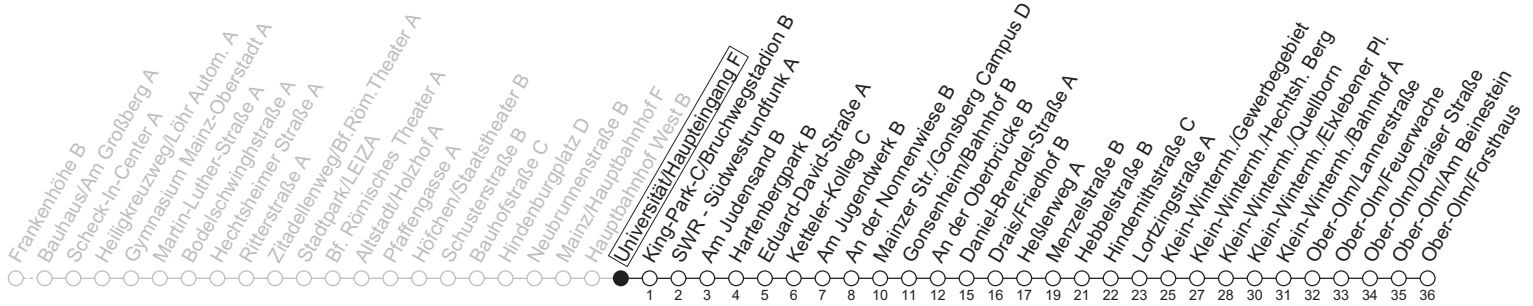 Frankenhöhe B
Bauhaus/Am Großberg A
Scheck-In-Center A
Heiligkreuzweg/Löhr Autom. A
Gymnasium Mainz-Oberstadt A
Martin-Luther-Straße A
Bodelschwinghstraße A
Hechtsheimer Straße A
Ritterstraße A
Zitadellenweg/Bf.Röm.Theater A
Stadtpark/LEIZA
Bf. Römisches Theater A
Altstadt/Holzhof A
Pfaffengasse A
Höfchen/Staatstheater B
Schusterstraße B
Bauhofstraße C
Hindenburgplatz D
Neubrunnenstraße B
Mainz/Hauptbahnhof F
Hauptbahnhof West B
Universität/Haupteingang F
King-Park-C/Bruchwegstadion B
SWR - Südwestrundfunk A
Am Judensand B
Hartenbergpark B
Eduard-David-Straße A
Ketteler-Kolleg C
Am Jugendwerk B
An der Nonnenwiese B
Mainzer Str./Gonsberg Campus D
Gonsenheim/Bahnhof B
An der Oberbrücke B
Daniel-Brendel-Straße A
Drais/Friedhof B
Heßlerweg A
Menzelstraße B
Hebbelstraße B
Hindemithstraße C
Lortzingstraße A
Klein-Winternh./Gewerbegebiet
Klein-Winternh./Hechtsh. Berg
Klein-Winternh./Quellborn
Klein-Winternh./Exlebener Pl.
Klein-Winternh./Bahnhof A
Ober-Olm/Lannerstraße
Ober-Olm/Feuerwache
Ober-Olm/Draiser Straße
Ober-Olm/Am Beinestein
Ober-Olm/Forsthaus
1 2 3 4 5 6 7 8 10 11 12 15 16 17 19 21 22 23 25 27 28 30 31 32 33 34 35 36